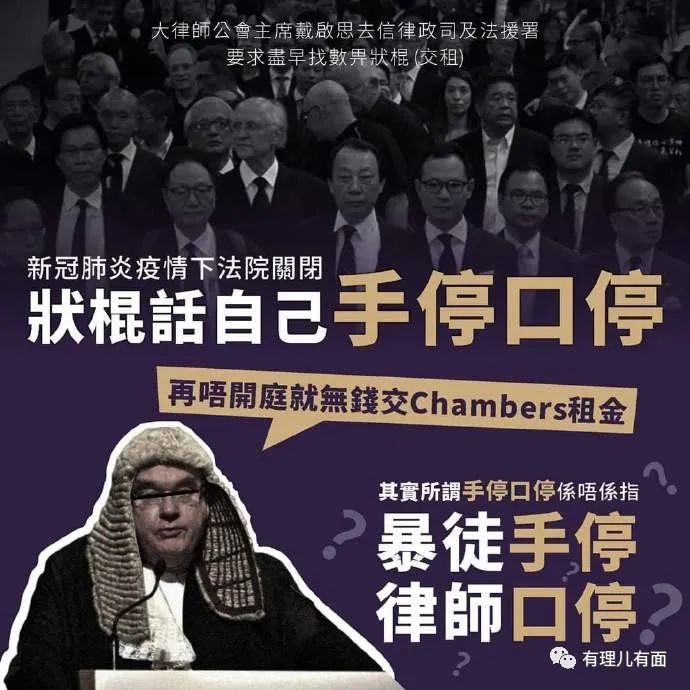 大律師公會主席戴啟思去信律政司及法援署
要求盡早找數畀狀棍 (交租)
新冠肺炎疫情下法院關閉
狀棍話自己手停口停
再唔開庭就無錢交Chambers租金
其實所謂手停口停係唔係指
暴徒手停
律師口停
? ? ? ? ?
有理儿有面